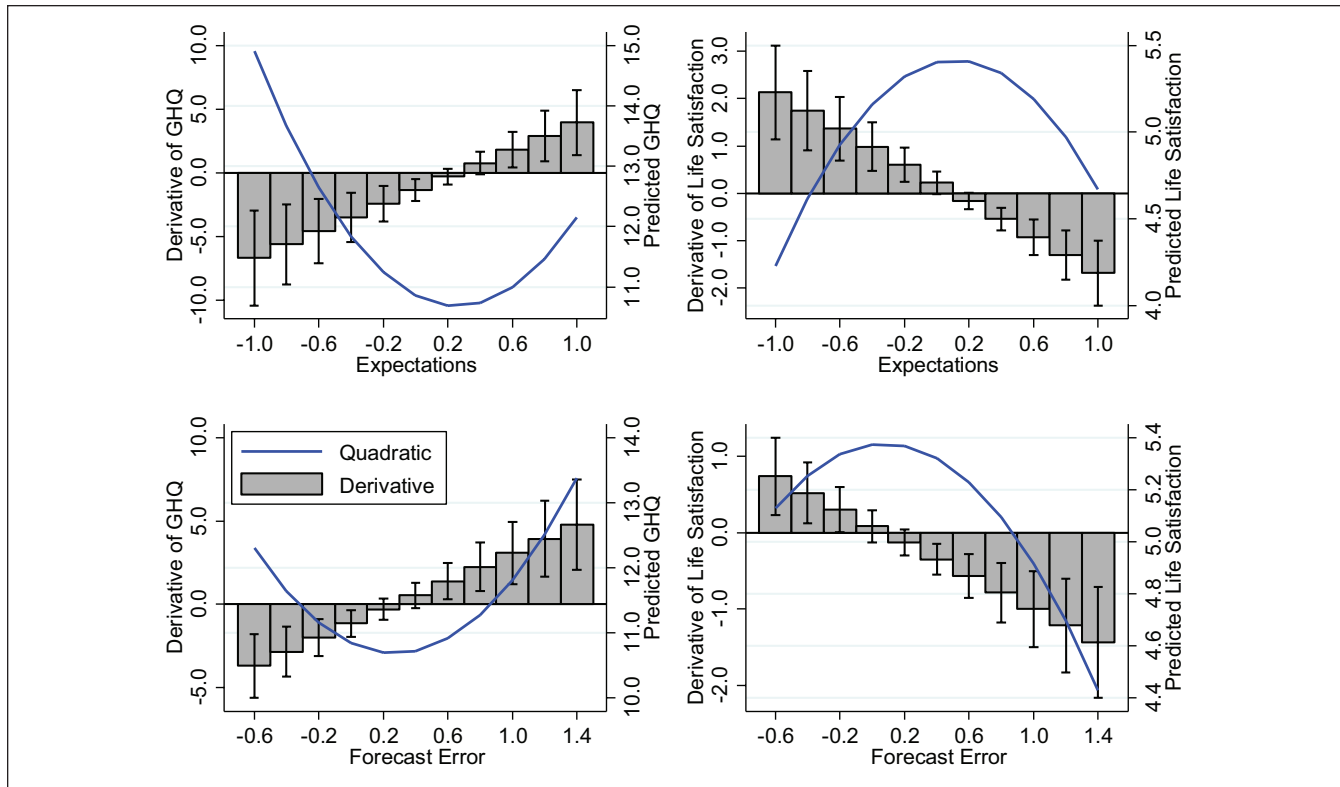 10.0
5.0
0.0
-5.0
-10.0
Derivative of GHQ
15.0
14.0
13.0
12.0
11.0
Predicted GHQ
-1.0 -0.6 -0.2 0.2 0.6 1.0
Expectations
3.0
2.0
1.0
0.0
-1.0
-2.0
Derivative of Life Satisfaction
5.5
5.0
4.5
4.0
Predicted Life Satisfaction
-1.0 -0.6 -0.2 0.2 0.6 1.0
Expectations
10.0
5.0
0.0
-5.0
Derivative of GHQ
Quadratic
Derivative
14.0
13.0
12.0
11.0
10.0
Predicted GHQ
-0.6 -0.2 0.2 0.6 1.0 1.4
Forecast Error
1.0
0.0
-1.0
-2.0
Derivative of Life Satisfaction
5.4
5.2
5.0
4.8
4.6
4.4
Predicted Life Satisfaction
-0.6 -0.2 0.2 0.6 1.0 1.4
Forecast Error